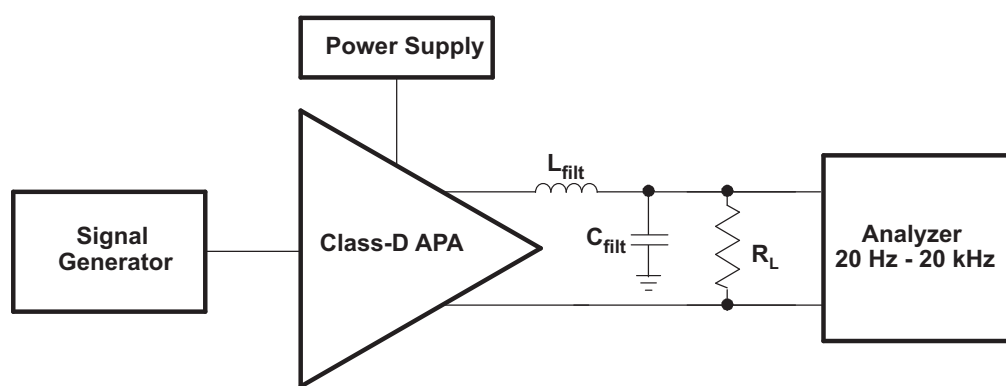 Power Supply
L_filt
Signal
Generator
Class-D APA
C_filt
R_L
Analyzer
20 Hz - 20 kHz